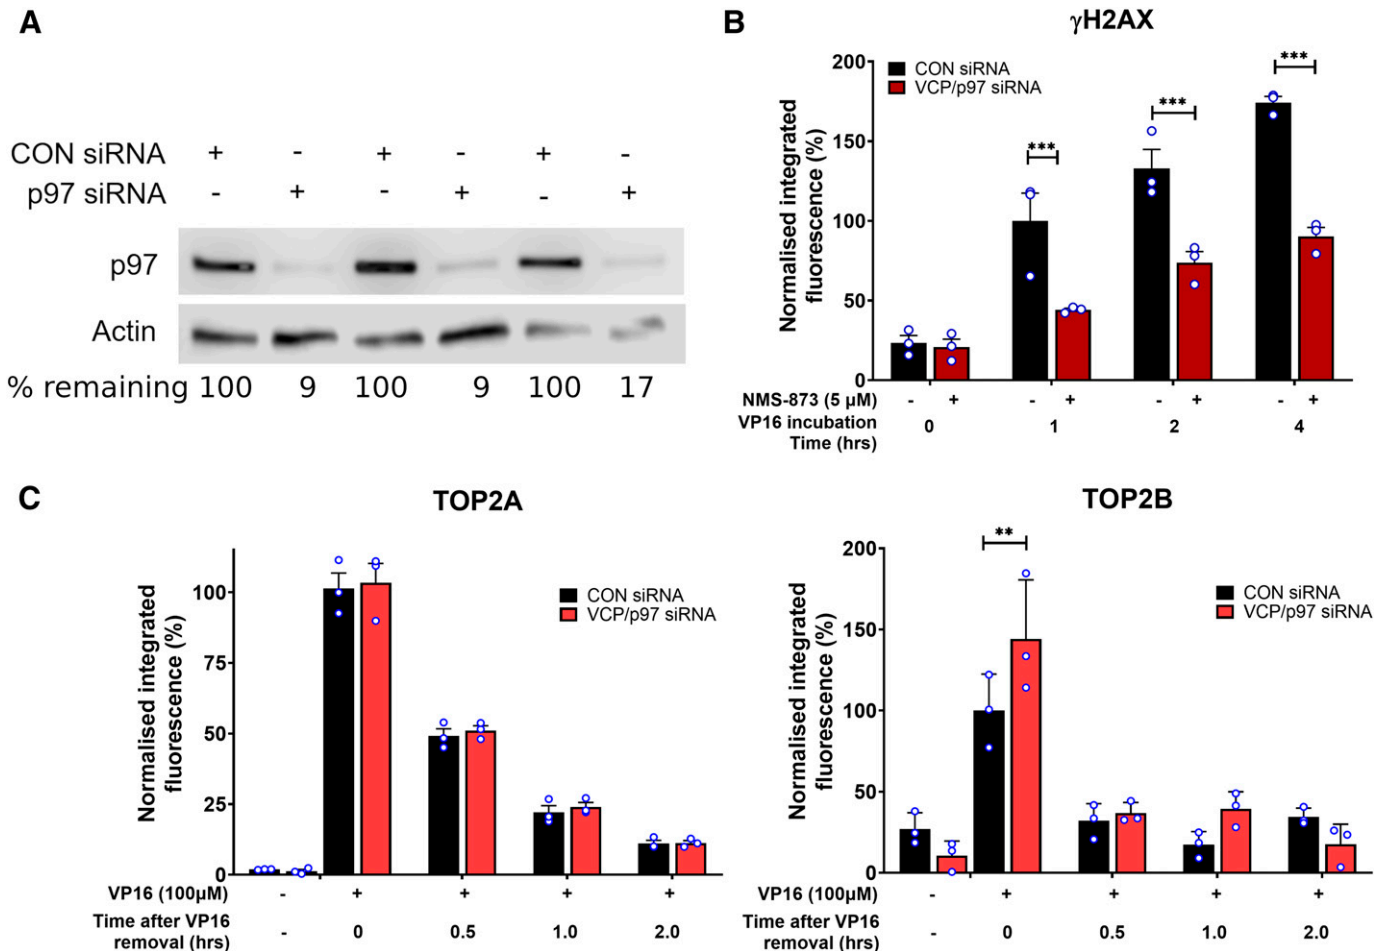 A
CON siRNA + - + - + -
p97 siRNA - + - + - +
p97
Actin
% remaining 100 9 100 9 100 17
B
γH2AX
Normalised integrated
fluorescence (%)
200
150
100
50
0
CON siRNA
VCP/p97 siRNA
***
***
***
NMS-873 (5 µM) - + - + - + - +
VP16 incubation
Time (hrs) 0 1 2 4
C
TOP2A
Normalised integrated
fluorescence (%)
100
75
50
25
0
CON siRNA
VCP/p97 siRNA
VP16 (100µM) - + + + +
Time after VP16
removal (hrs) - 0 0.5 1.0 2.0
TOP2B
Normalised integrated
fluorescence (%)
200
150
100
50
0
**
CON siRNA
VCP/p97 siRNA
VP16 (100µM) - + + + +
Time after VP16
removal (hrs) - 0 0.5 1.0 2.0